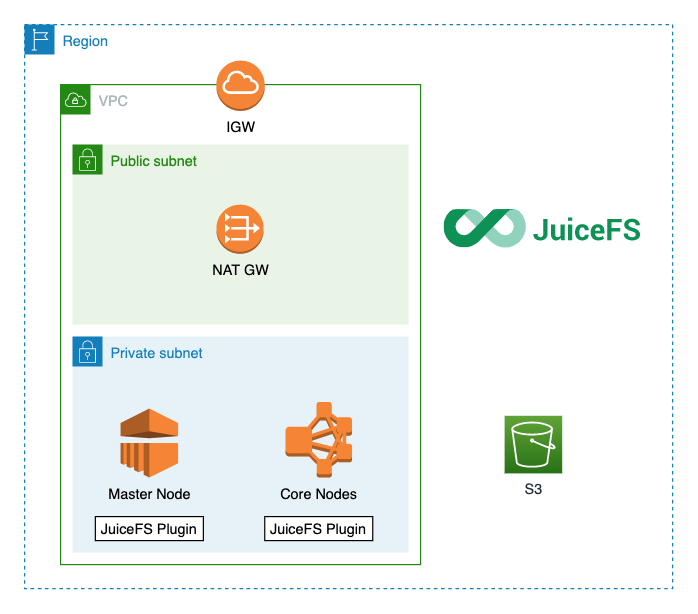 Region
VPC
IGW
Public subnet
NAT GW
JuiceFS
Private subnet
Master Node
Core Nodes
S3
JuiceFS Plugin
JuiceFS Plugin